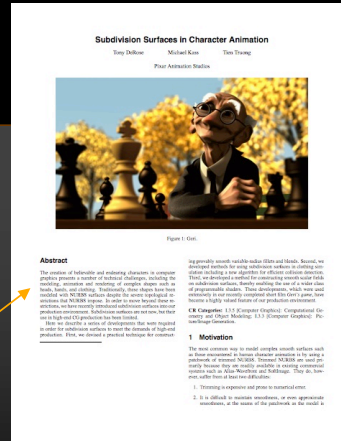 Subdivision Surfaces in Character Animation
Tony DeRose Michael Kass Tien Truong
Pixar Animation Studios
Figure 1: Geri.
Abstract
The creation of believable and endearing characters in computer
graphics presents a number of technical challenges, including the
modeling, animation and rendering of complex shapes such as
heads, hands, and clothing. Traditionally, these shapes have been
modeled with NURBS surfaces despite the severe topological re-
strictions that NURBS impose. In order to move beyond these re-
strictions, we have recently introduced subdivision surfaces into our
production environment. Subdivision surfaces are not new, but their
use in high-end CG production has been limited.
Here we describe a series of developments that were required
in order for subdivision surfaces to meet the demands of high-end
production. First, we devised a practical technique for construct-
ing provably smooth variable-radius fillets and blends. Second, we
developed methods for using subdivision surfaces in clothing sim-
ulation including a new algorithm for efficient collision detection.
Third, we developed a method for constructing smooth scalar fields
on subdivision surfaces, thereby enabling the use of a wider class
of programmable shaders. These developments, which were used
extensively in our recently completed short film Geri's game, have
become a highly valued feature of our production environment.
CR Categories: I.3.5 [Computer Graphics]: Computational Ge-
ometry and Object Modeling; I.3.3 [Computer Graphics]: Pic-
ture/Image Generation.
1 Motivation
The most common way to model complex smooth surfaces such
as those encountered in human character animation is by using a
patchwork of trimmed NURBS. Trimmed NURBS are used pri-
marily because they are readily available in existing commercial
systems such as Alias-Wavefront and SoftImage. They do, how-
ever, suffer from at least two difficulties:
1. Trimming is expensive and prone to numerical error.
2. It is difficult to maintain smoothness, or even approximate
smoothness, at the seams of the patchwork as the model is